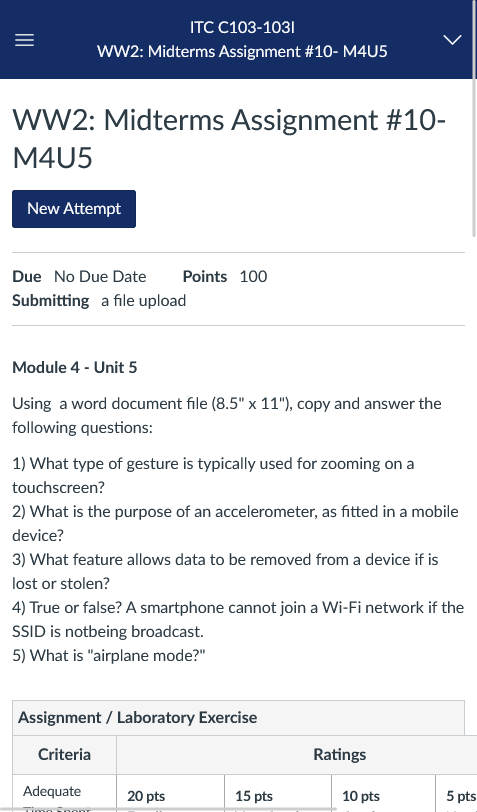 ITC C103-103I
WW2: Midterms Assignment #10- M4U5
WW2: Midterms Assignment #10-
M4U5
New Attempt
Due No Due Date Points 100
Submitting a file upload
Module 4 - Unit 5
Using a word document file (8.5" x 11"), copy and answer the
following questions:
1) What type of gesture is typically used for zooming on a
touchscreen?
2) What is the purpose of an accelerometer, as fitted in a mobile
device?
3) What feature allows data to be removed from a device if is
lost or stolen?
4) True or false? A smartphone cannot join a Wi-Fi network if the
SSID is notbeing broadcast.
5) What is "airplane mode?"
Assignment / Laboratory Exercise
Criteria Ratings
Adequate 20 pts 15 pts 10 pts 5 pts
Time Spent